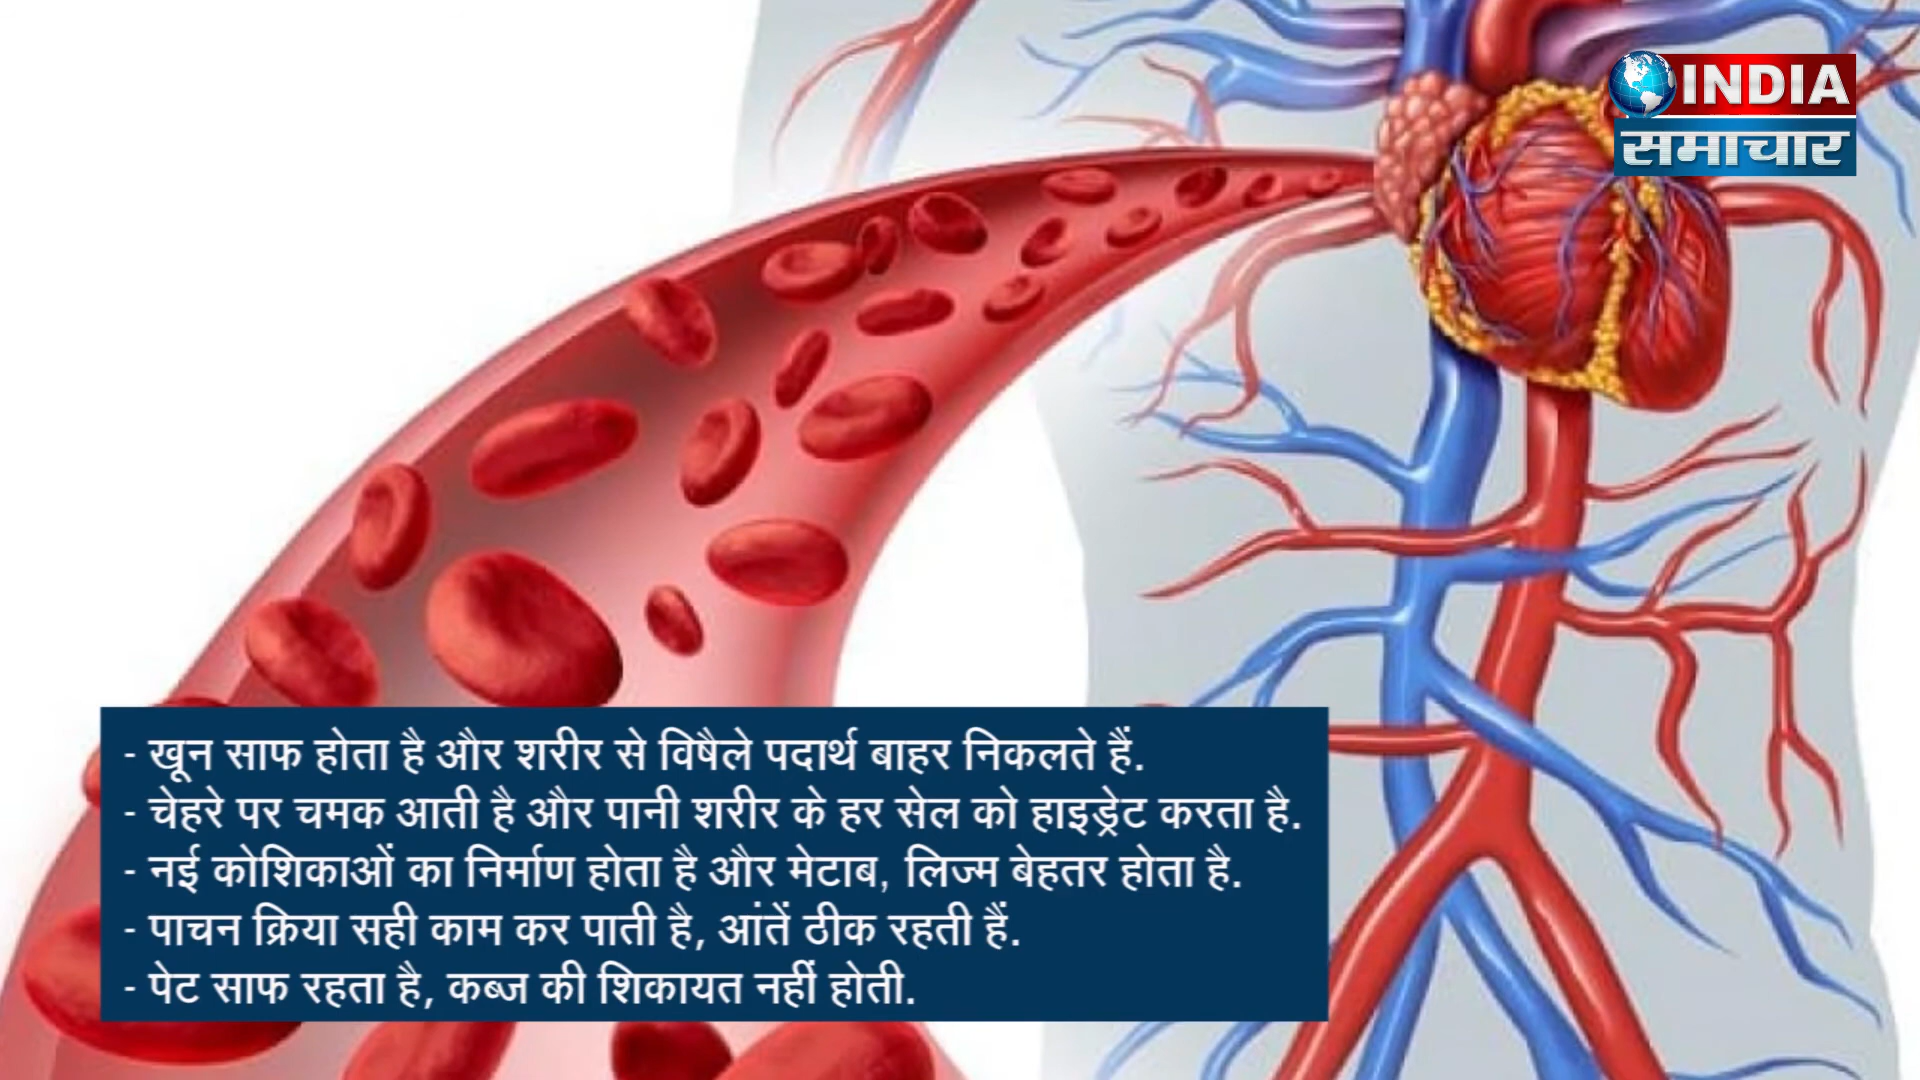 INDIA
समाचार
- खून साफ होता है और शरीर से विषैले पदार्थ बाहर निकलते हैं.
- चेहरे पर चमक आती है और पानी शरीर के हर सेल को हाइड्रेट करता है.
- नई कोशिकाओं का निर्माण होता है और मेटाब, लिज्म बेहतर होता है.
- पाचन क्रिया सही काम कर पाती है, आंतें ठीक रहती हैं.
- पेट साफ रहता है, कब्ज की शिकायत नहीं होती.